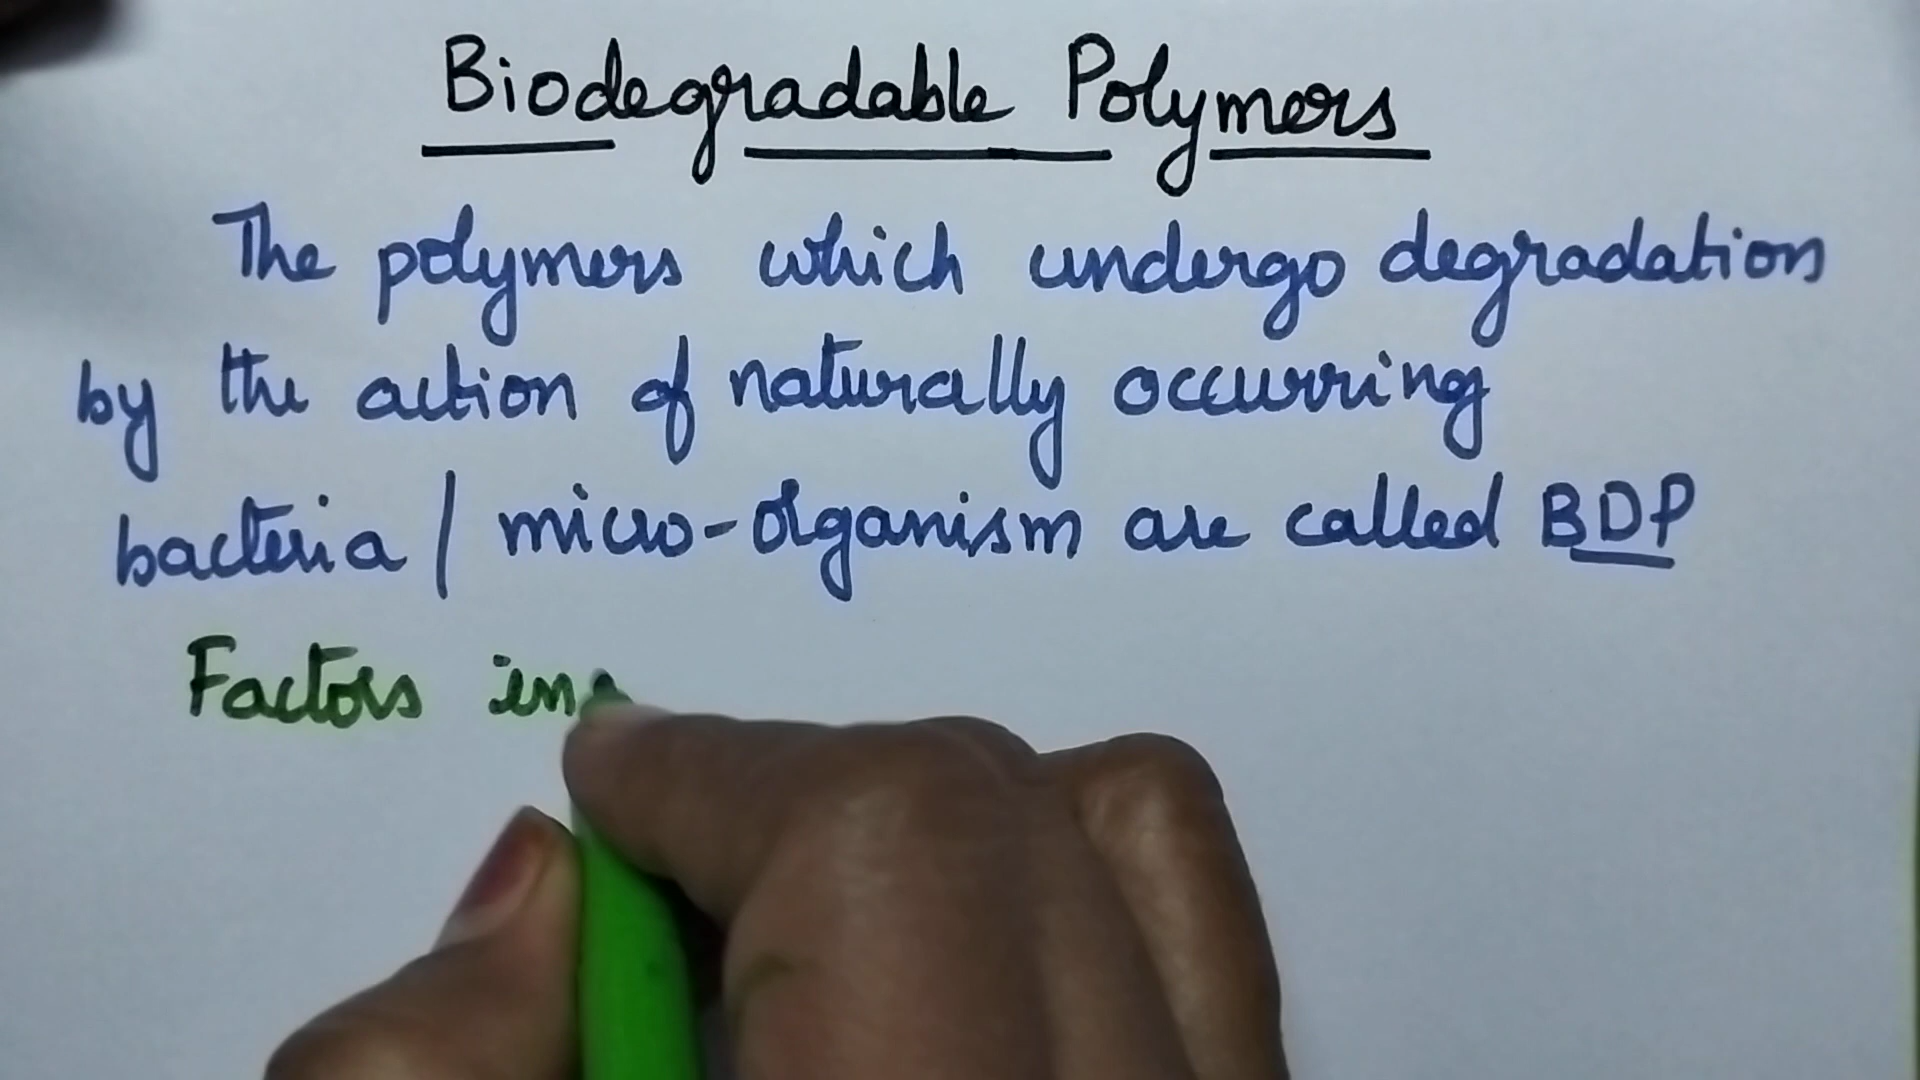 Biodegradable Polymers
The polymers which undergo degradation
by the action of naturally occurring
bacteria / micro-organism are called BDP
Factors